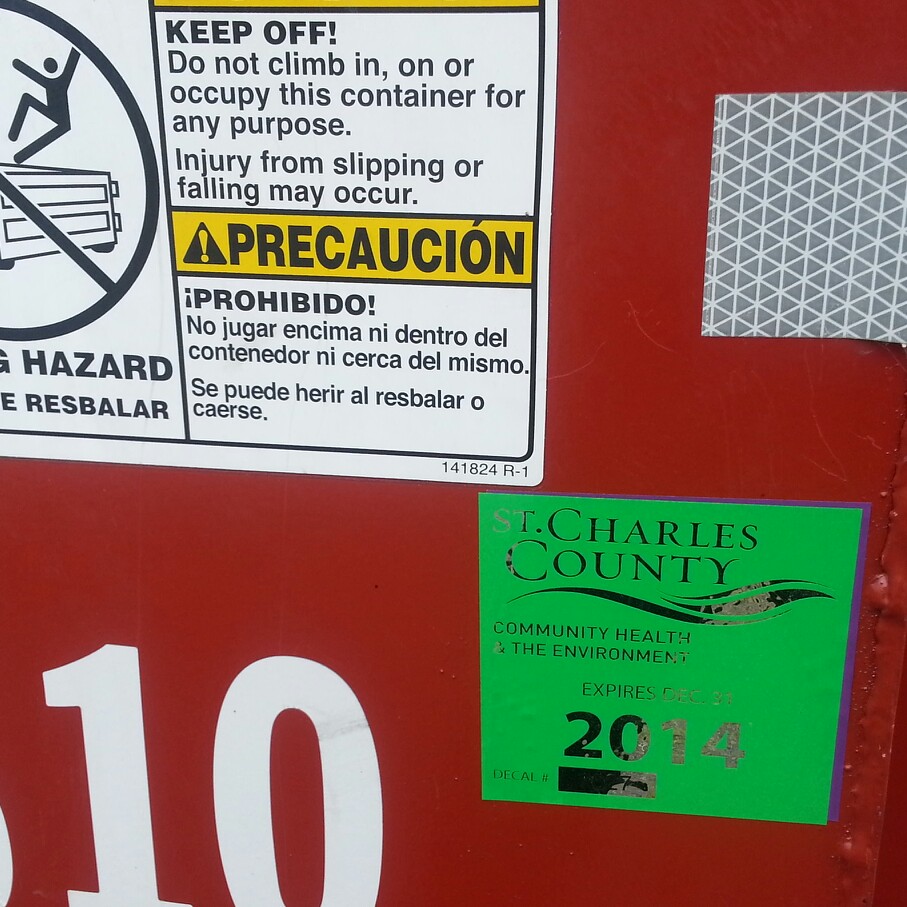 KEEP OFF!
Do not climb in, on or
occupy this container for
any purpose.
Injury from slipping or
falling may occur.
PRECAUCIÓN
¡PROHIBIDO!
No jugar encima ni dentro del
contenedor ni cerca del mismo.
Se puede herir al resbalar o
caerse.
G HAZARD
E RESBALAR
141824 R-1
ST. CHARLES
COUNTY
COMMUNITY HEALTH
& THE ENVIRONMENT
EXPIRES DEC. 31
2014
DECAL #
10